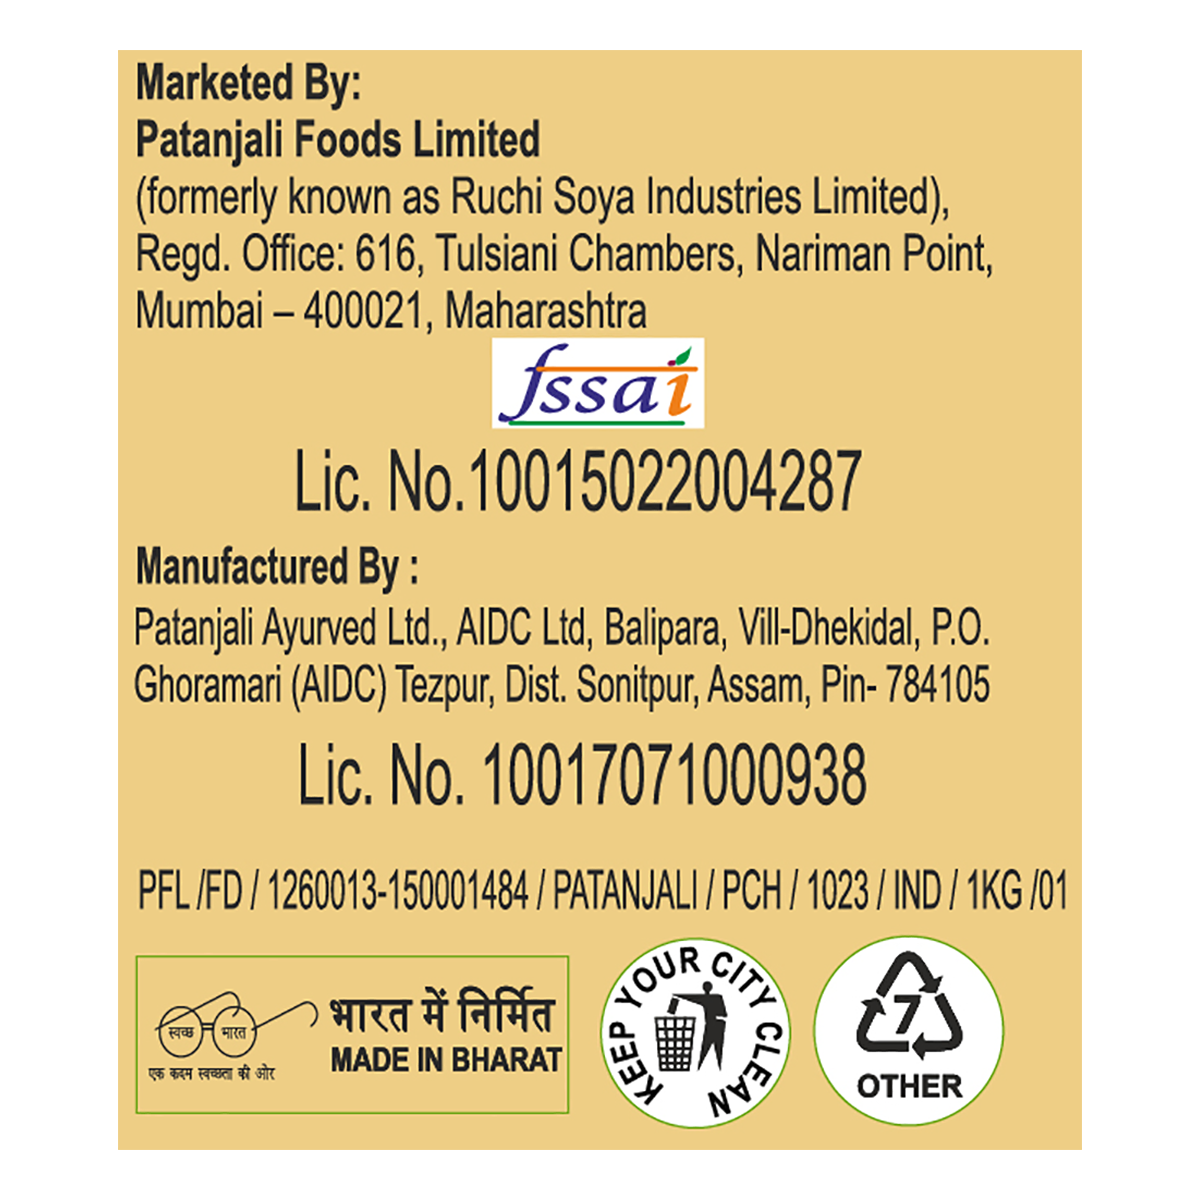 Marketed By:
Patanjali Foods Limited
(formerly known as Ruchi Soya Industries Limited),
Regd. Office: 616, Tulsiani Chambers, Nariman Point,
Mumbai – 400021, Maharashtra
fssai
Lic. No.10015022004287
Manufactured By :
Patanjali Ayurved Ltd., AIDC Ltd, Balipara, Vill-Dhekidal, P.O.
Ghoramari (AIDC) Tezpur, Dist. Sonitpur, Assam, Pin- 784105
Lic. No. 10017071000938
PFL /FD / 1260013-150001484 / PATANJALI / PCH / 1023 / IND / 1KG /01
स्वच्छ भारत
एक कदम स्वच्छता की ओर
भारत में निर्मित
MADE IN BHARAT
KEEP YOUR CITY CLEAN
7
OTHER